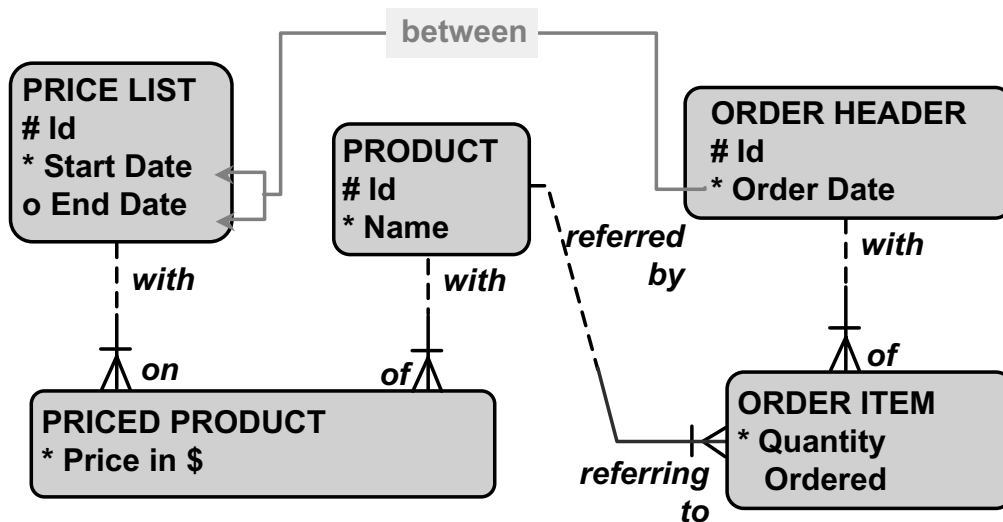 between
PRICE LIST
# Id
* Start Date
o End Date
PRODUCT
# Id
* Name
ORDER HEADER
# Id
* Order Date
with
with
referred
by
with
on
of
of
PRICED PRODUCT
* Price in $
ORDER ITEM
* Quantity
Ordered
referring
to